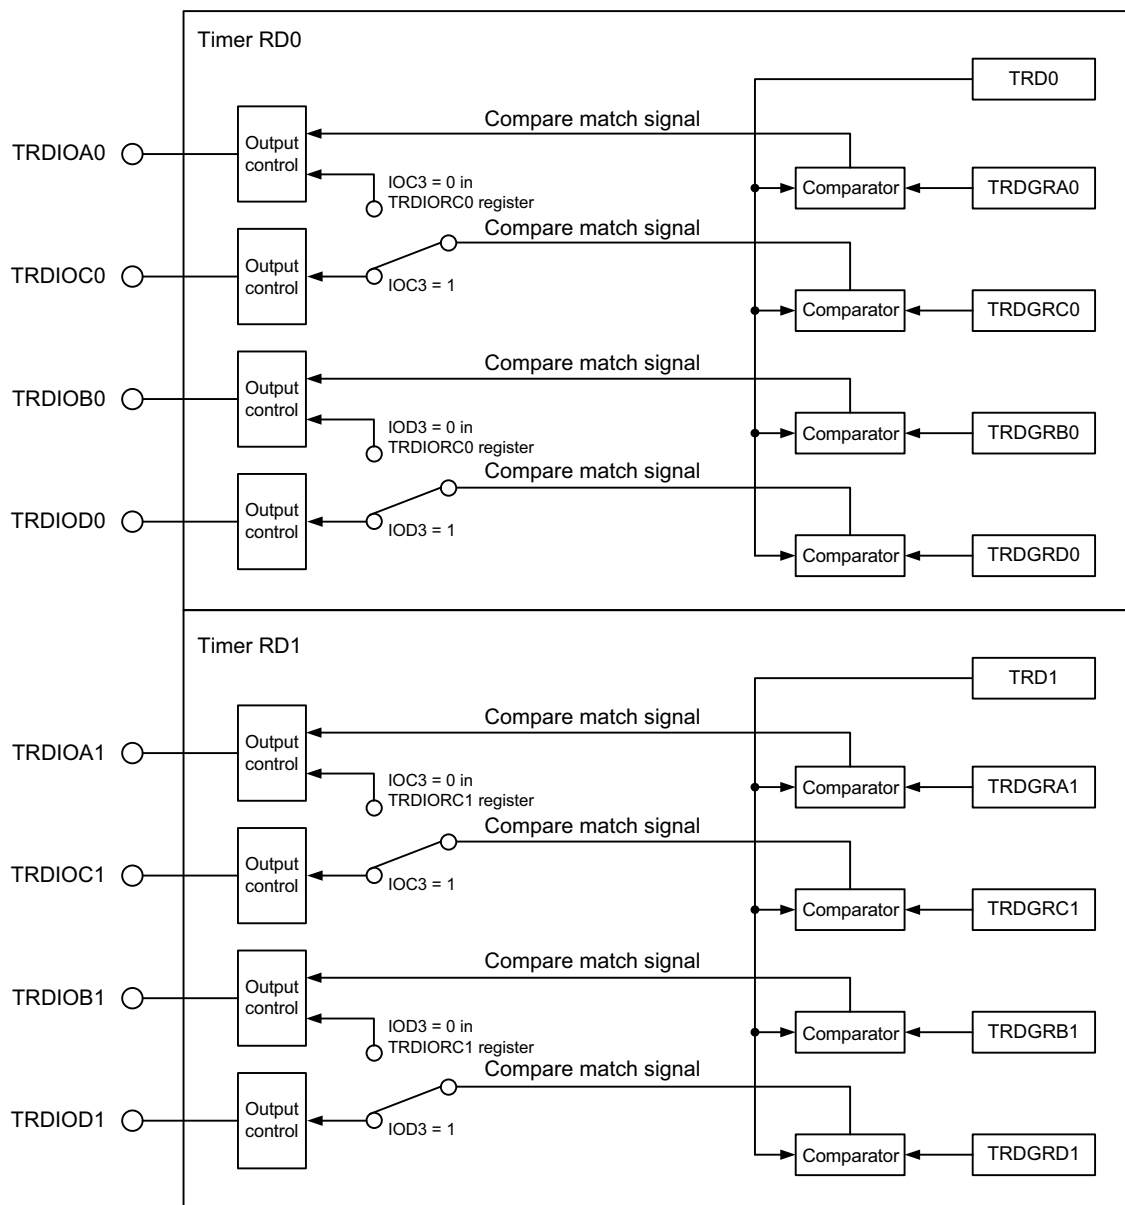 Timer RD0
TRD0
Compare match signal
TRDIOA0
Output
control
Comparator
TRDGRA0
IOC3 = 0 in
TRDIORC0 register
Compare match signal
TRDIOC0
Output
control
IOC3 = 1
Comparator
TRDGRC0
Compare match signal
TRDIOB0
Output
control
IOD3 = 0 in
TRDIORC0 register
Comparator
TRDGRB0
Compare match signal
TRDIOD0
Output
control
IOD3 = 1
Comparator
TRDGRD0
Timer RD1
TRD1
Compare match signal
TRDIOA1
Output
control
IOC3 = 0 in
TRDIORC1 register
Comparator
TRDGRA1
Compare match signal
TRDIOC1
Output
control
IOC3 = 1
Comparator
TRDGRC1
Compare match signal
TRDIOB1
Output
control
IOD3 = 0 in
TRDIORC1 register
Comparator
TRDGRB1
Compare match signal
TRDIOD1
Output
control
IOD3 = 1
Comparator
TRDGRD1